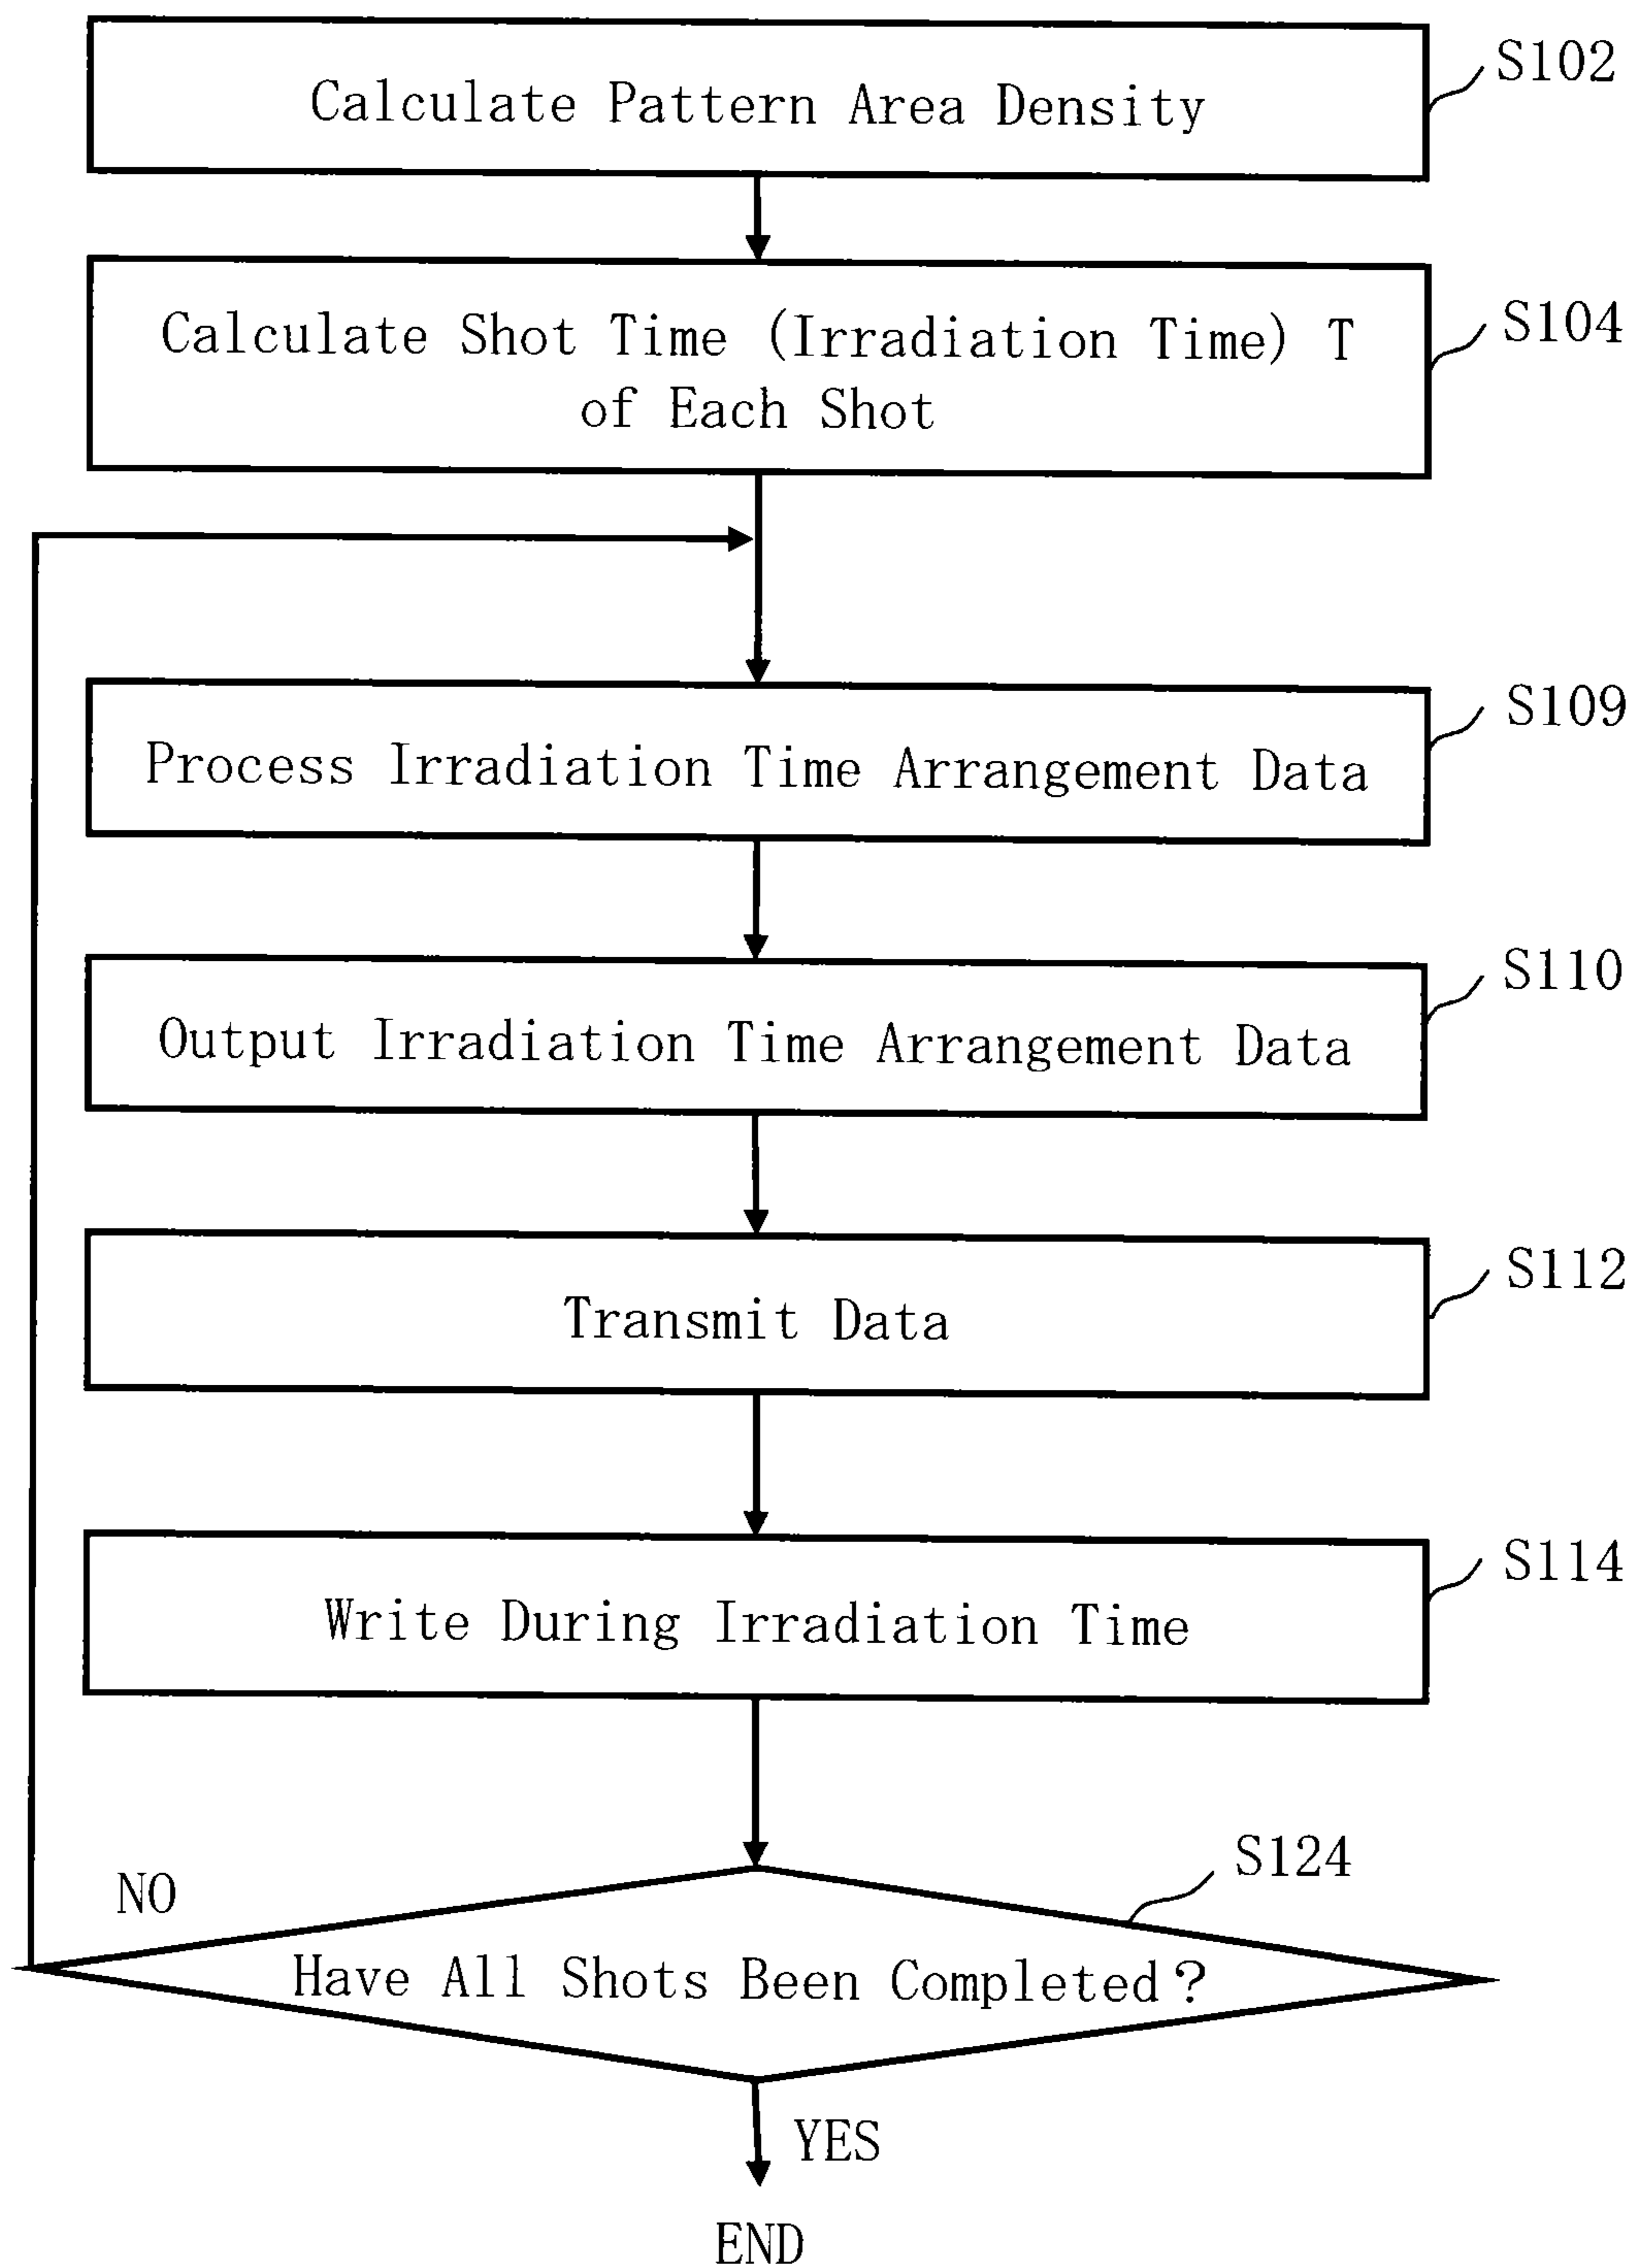 Calculate Pattern Area Density
S102
Calculate Shot Time (Irradiation Time) T
of Each Shot
S104
Process Irradiation Time Arrangement Data
S109
Output Irradiation Time Arrangement Data
S110
Transmit Data
S112
Write During Irradiation Time
S114
S124
NO
Have All Shots Been Completed?
YES
END